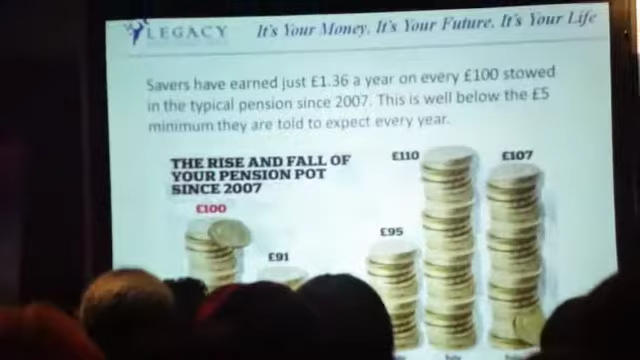 LEGACY
It's Your Money, It's Your Future, It's Your Life
Savers have earned just £1.36 a year on every £100 stowed
in the typical pension since 2007. This is well below the £5
minimum they are told to expect every year.
THE RISE AND FALL OF
YOUR PENSION POT
SINCE 2007
£100
£91
£95
£110
£107